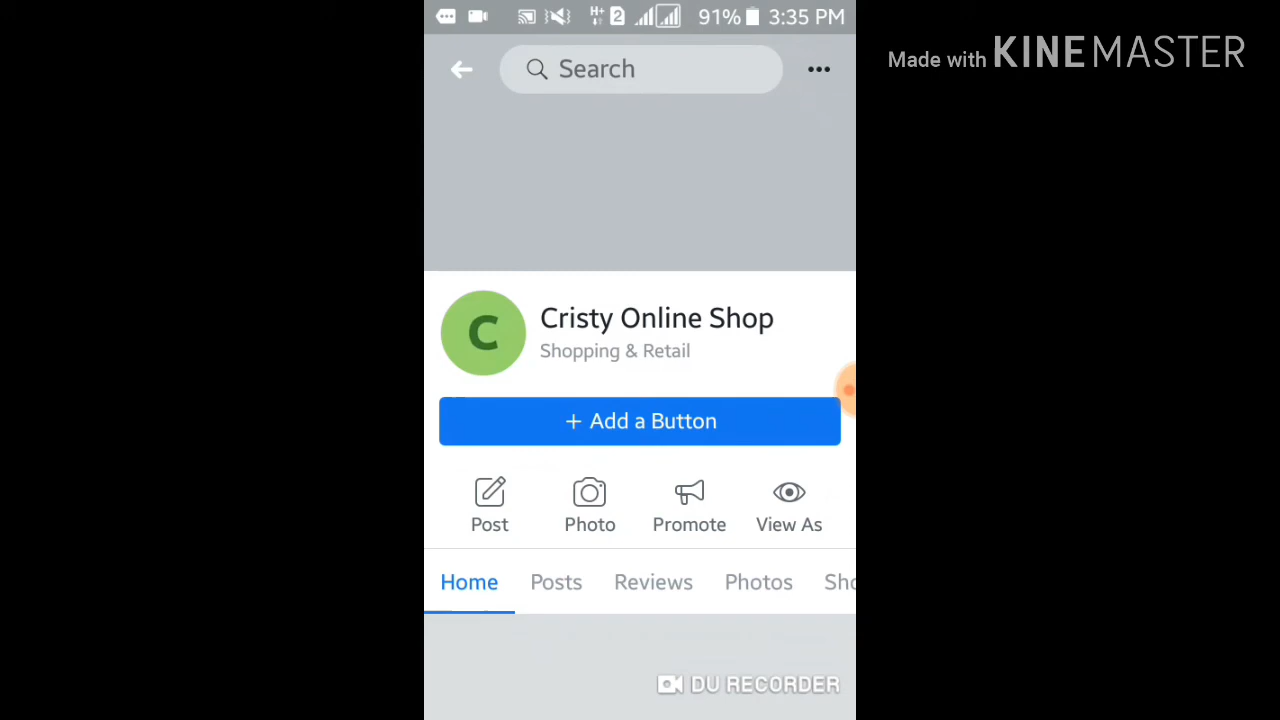 H+ 2 91% 3:35 PM
Made with KINEMASTER
Search
C
Cristy Online Shop
Shopping & Retail
+ Add a Button
Post Photo Promote View As
Home Posts Reviews Photos Sho
DU RECORDER